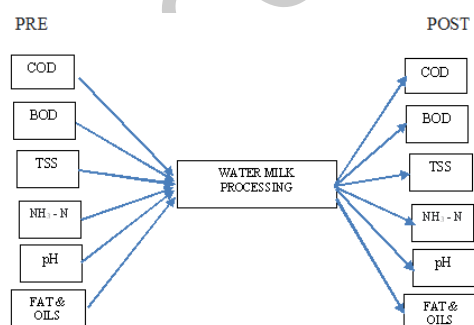 PRE
POST
COD
BOD
TSS
NH₃ - N
pH
FAT &
OILS
WATER MILK
PROCESSING
COD
BOD
TSS
NH₃ - N
pH
FAT &
OILS